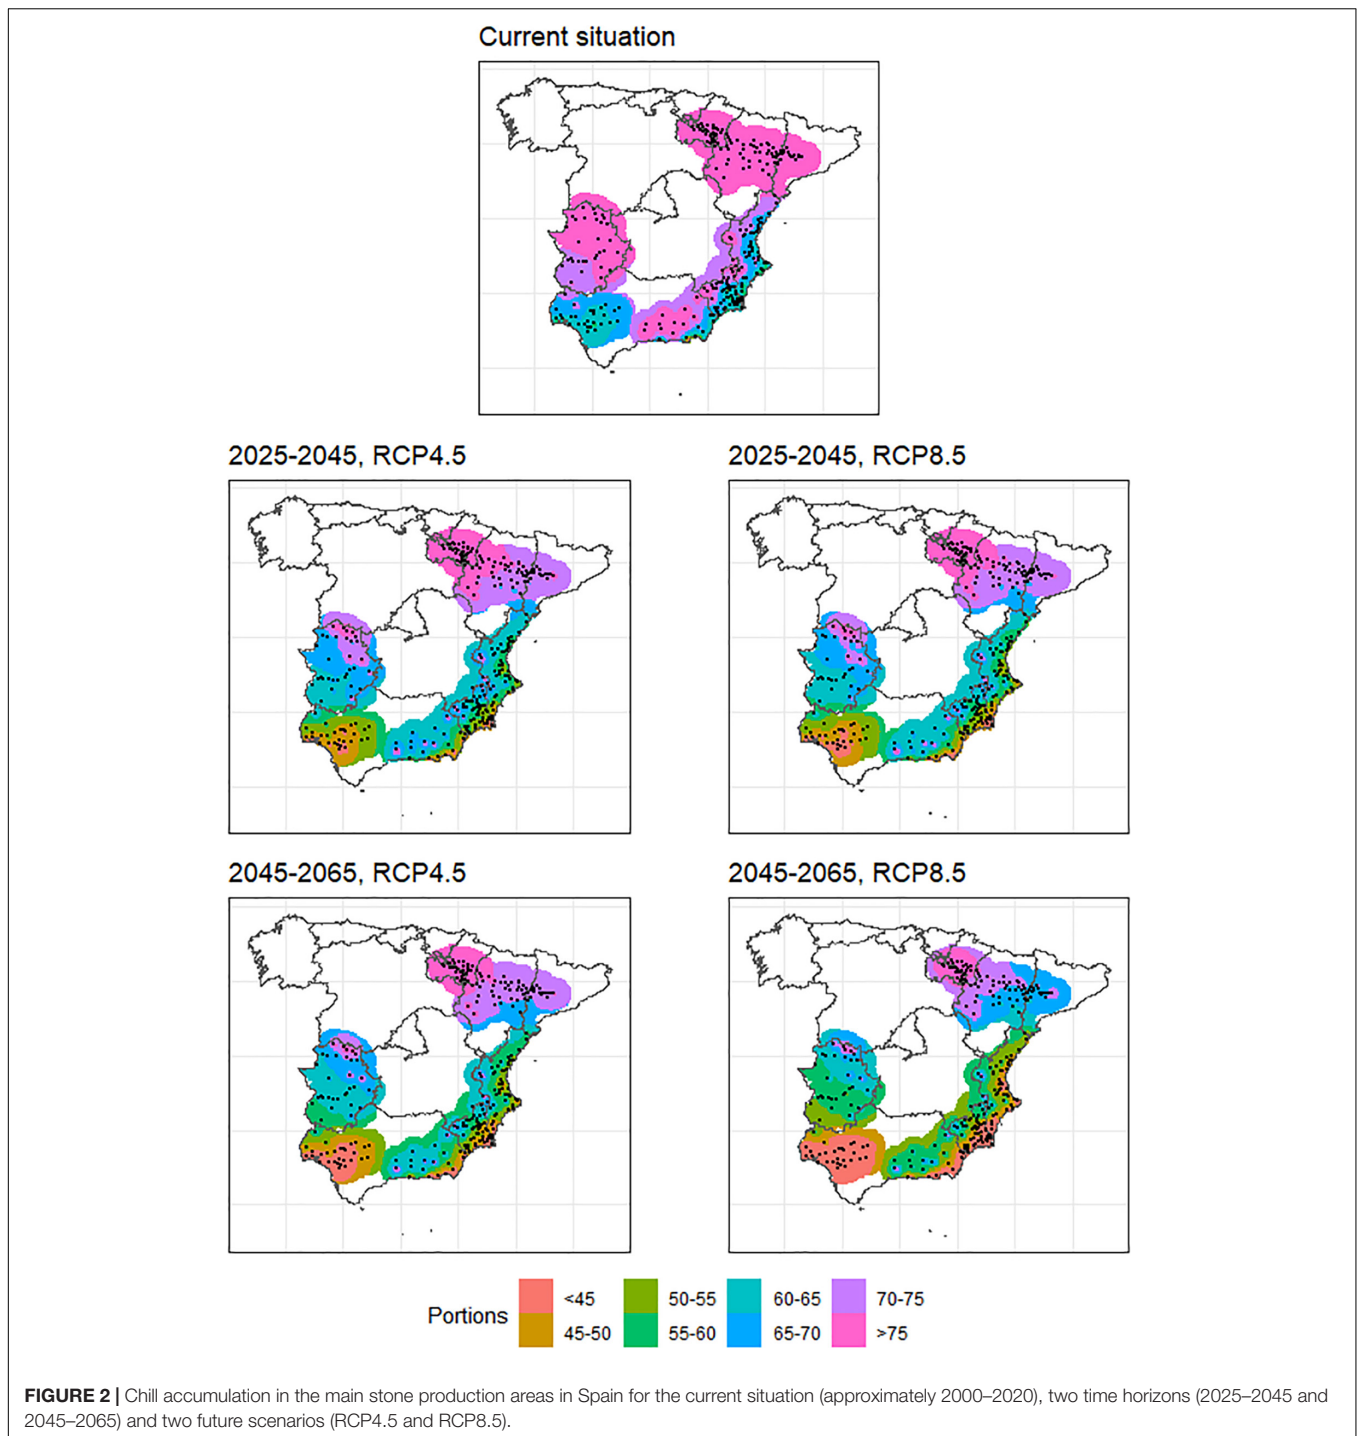 Current situation
2025-2045, RCP4.5
2025-2045, RCP8.5
2045-2065, RCP4.5
2045-2065, RCP8.5
Portions
<45
50-55
60-65
70-75
45-50
55-60
65-70
>75
FIGURE 2 | Chill accumulation in the main stone production areas in Spain for the current situation (approximately 2000–2020), two time horizons (2025–2045 and
2045–2065) and two future scenarios (RCP4.5 and RCP8.5).